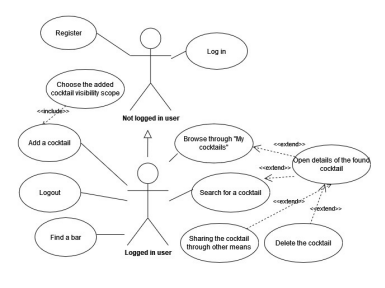 Register
Log in
Choose the added
cocktail visibility scope
<<include>>
Not logged in user
Add a cocktail
Browse through "My
cocktails"
<<extend>>
Open details of the found
cocktail
<<extend>>
Logout
Search for a cocktail
<<extend>>
<<extend>>
Find a bar
Logged in user
Sharing the cocktail
through other means
Delete the cocktail